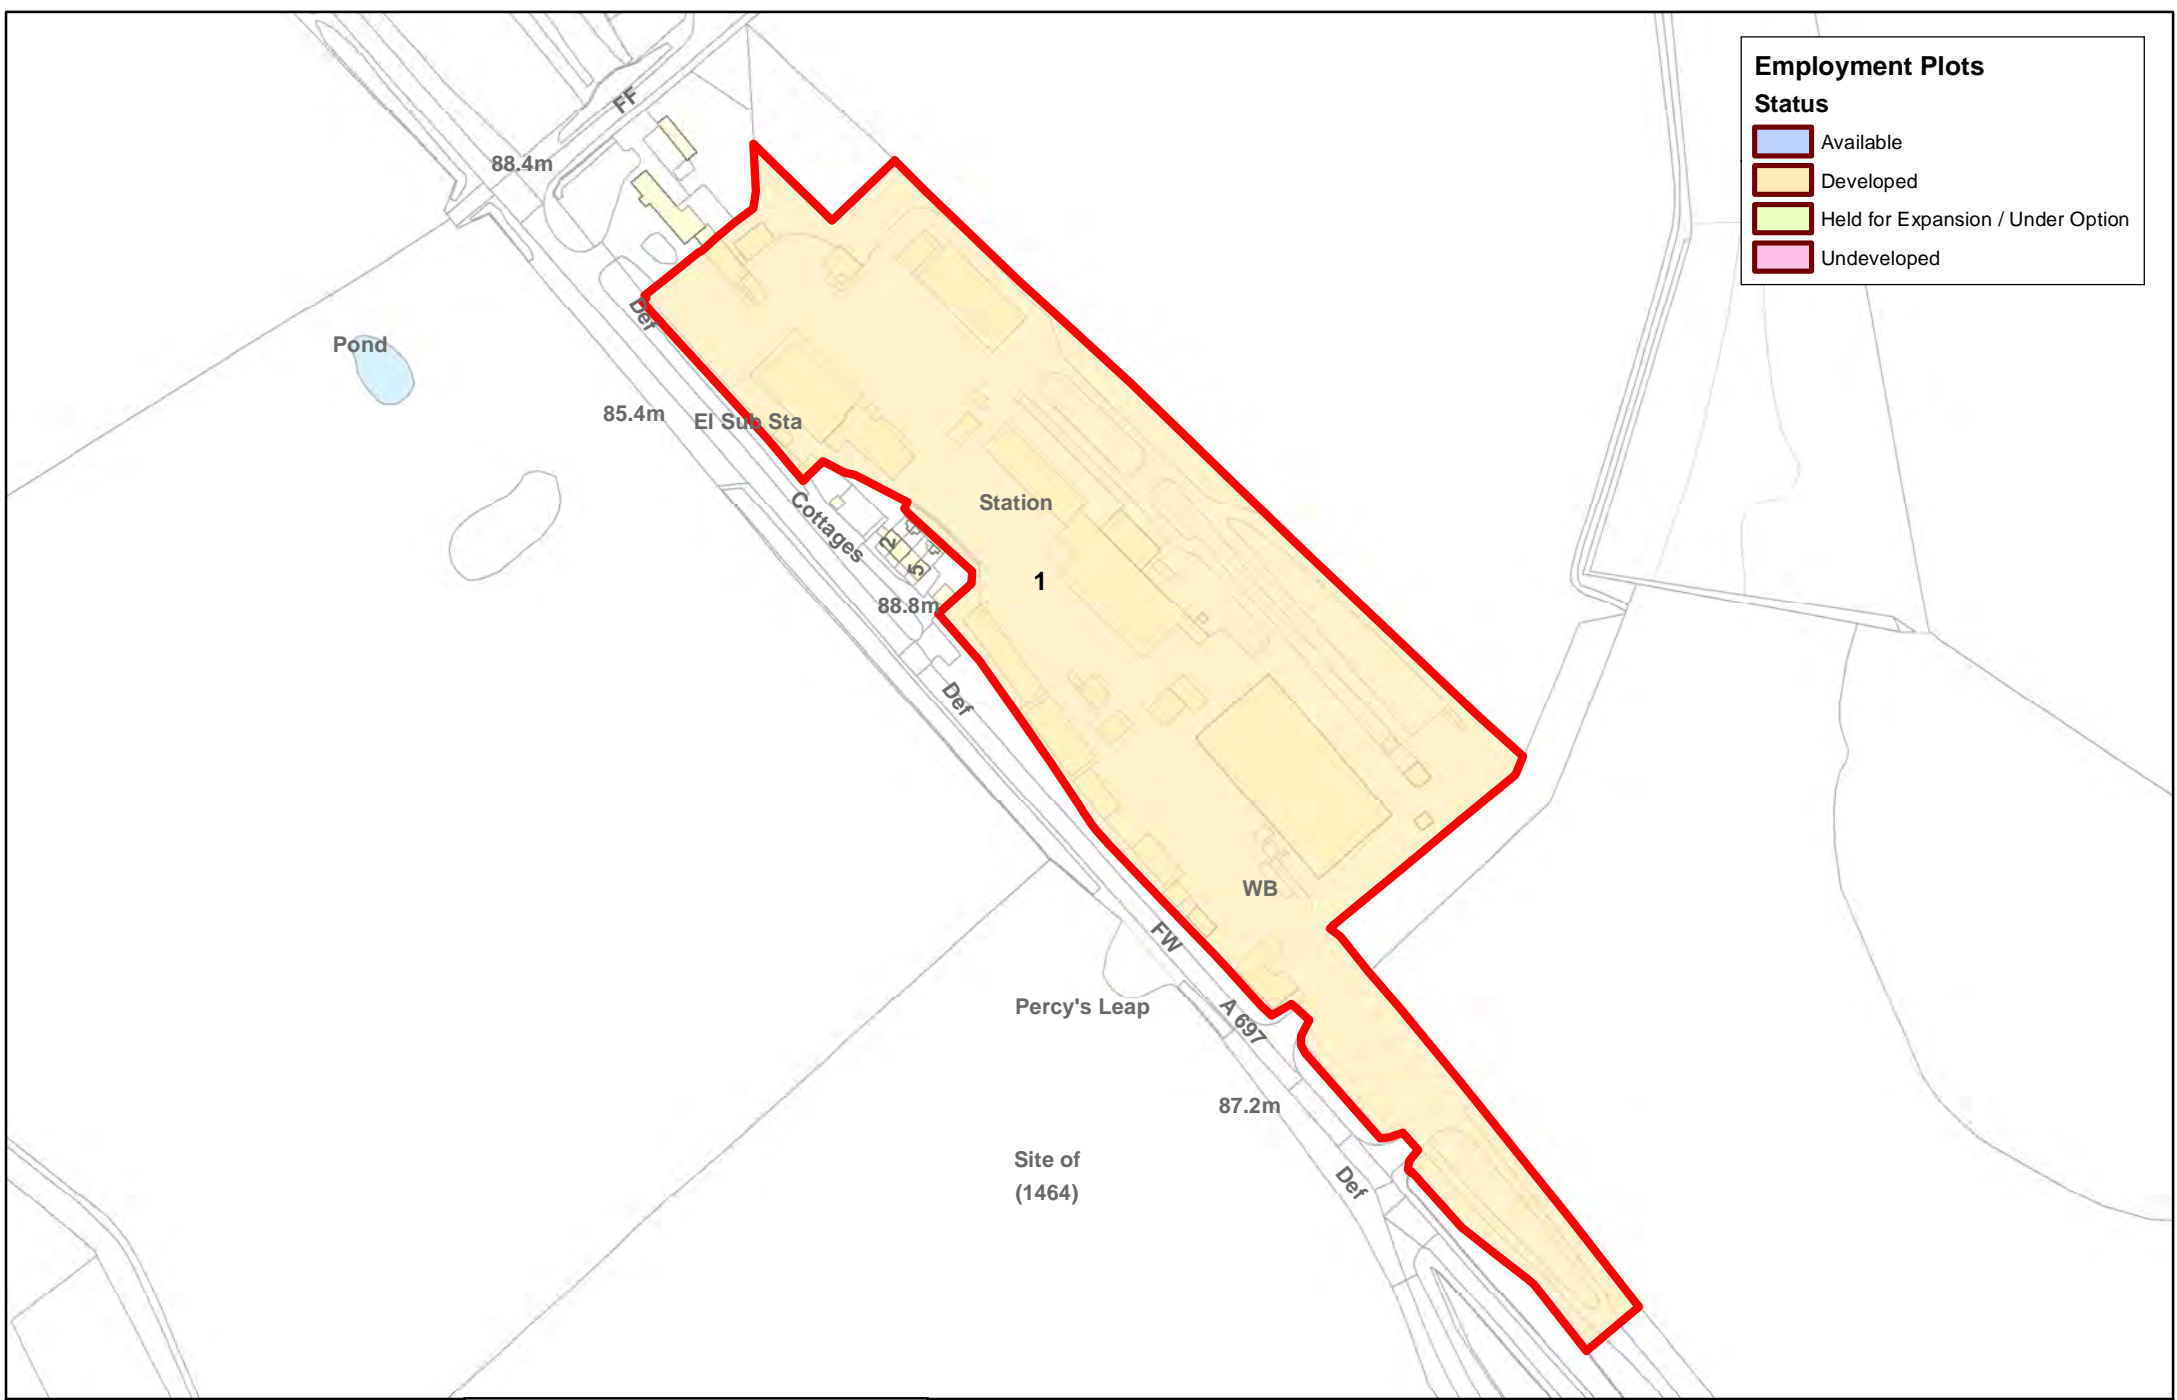 Employment Plots
Status
Available
Developed
Held for Expansion / Under Option
Undeveloped
FF
88.4m
Def
Pond
85.4m
El Sub Sta
Cottages
Station
2
5
1
88.8m
Def
WB
FW
Percy's Leap
A 697
87.2m
Site of
(1464)
Def